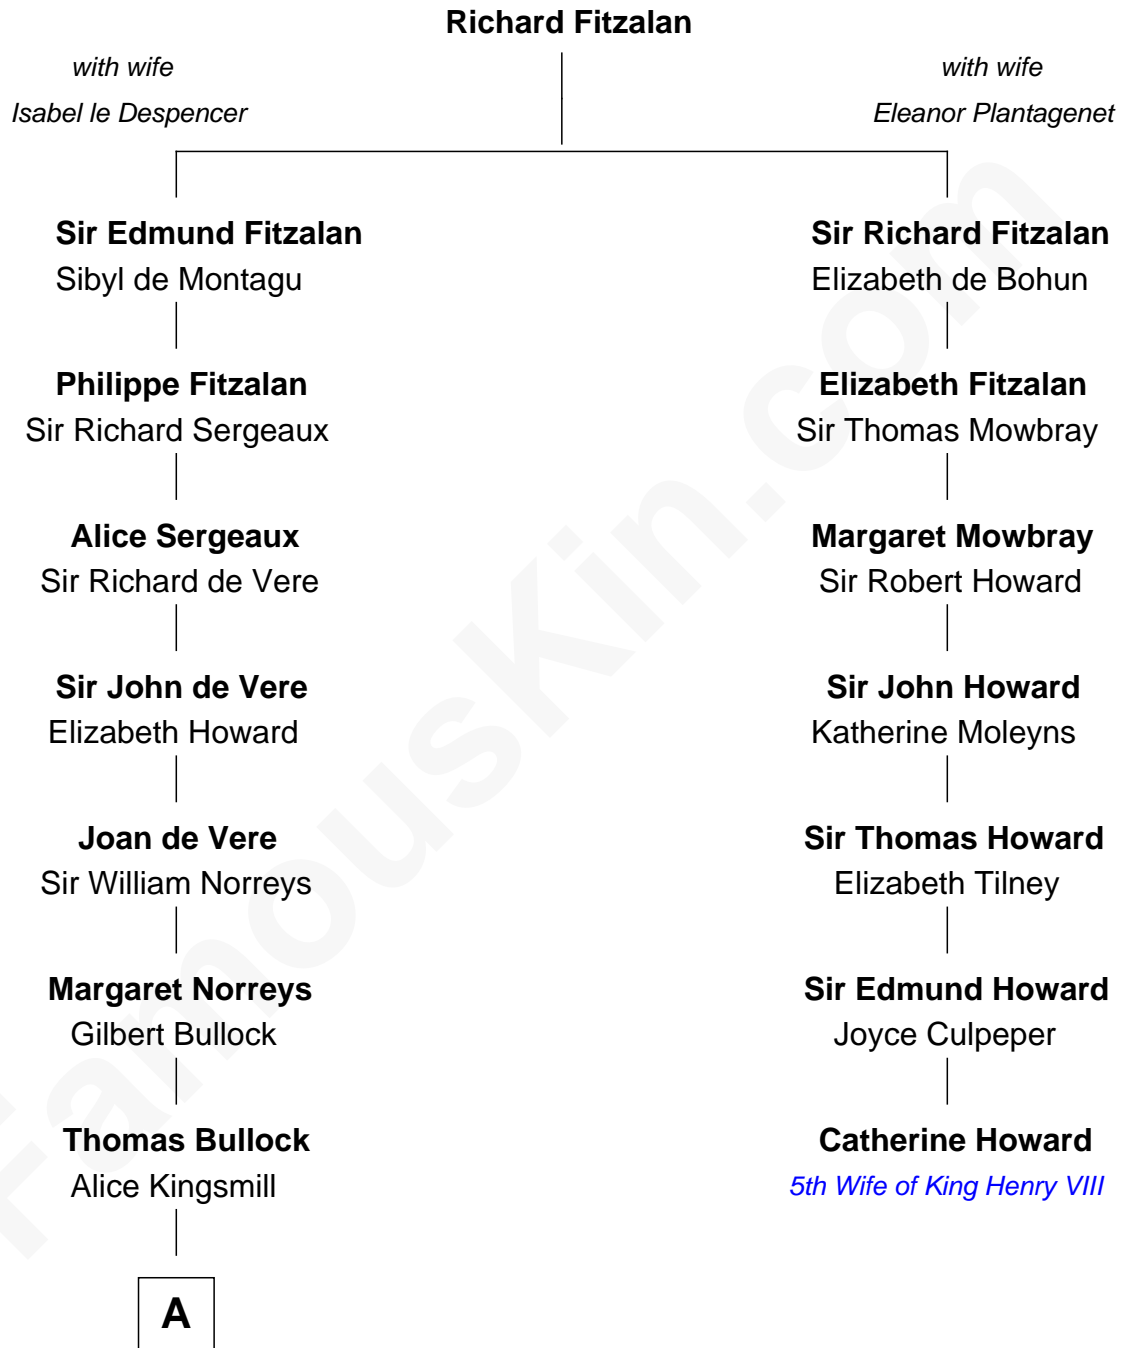 Richard Fitzalan
with wife
Isabel le Despencer
with wife
Eleanor Plantagenet
Sir Edmund Fitzalan
Sibyl de Montagu
Philippe Fitzalan
Sir Richard Sergeaux
Alice Sergeaux
Sir Richard de Vere
Sir John de Vere
Elizabeth Howard
Joan de Vere
Sir William Norreys
Margaret Norreys
Gilbert Bullock
Thomas Bullock
Alice Kingsmill
A
Sir Richard Fitzalan
Elizabeth de Bohun
Elizabeth Fitzalan
Sir Thomas Mowbray
Margaret Mowbray
Sir Robert Howard
Sir John Howard
Katherine Moleyns
Sir Thomas Howard
Elizabeth Tilney
Sir Edmund Howard
Joyce Culpeper
Catherine Howard
5th Wife of King Henry VIII
FamousKin.com